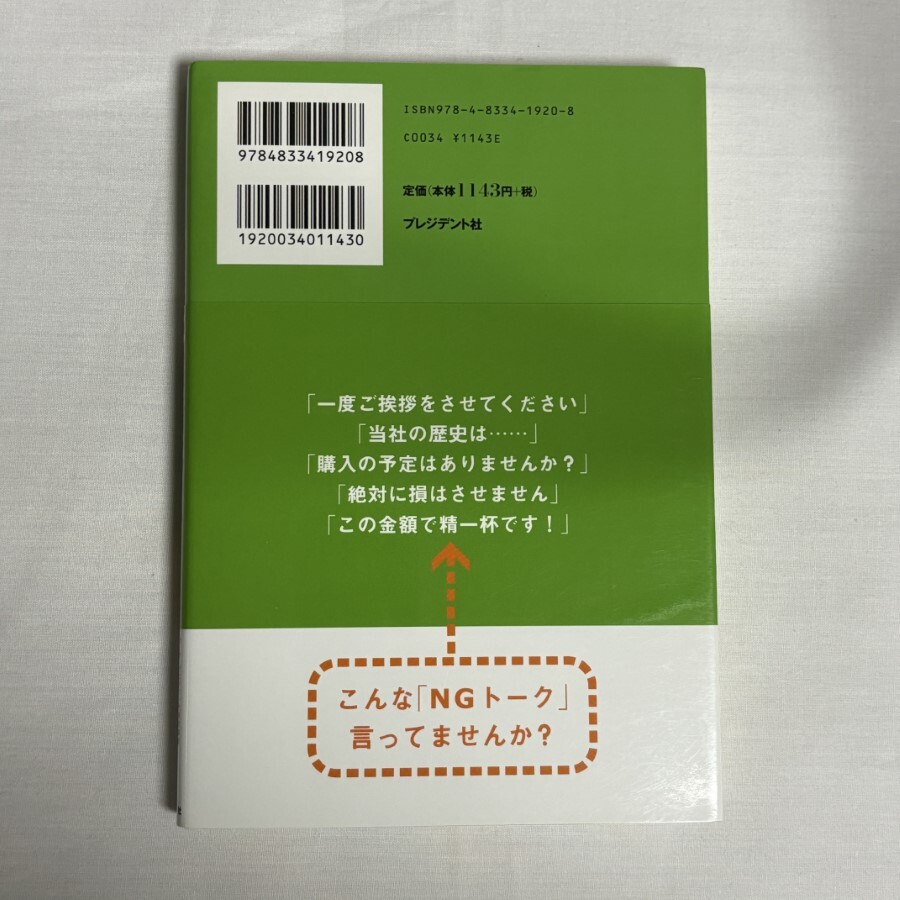 ISBN978-4-8334-1920-8
C0034 ¥1143E
9784833419208
定価(本体1143円+税)
プレジデント社
1920034011430
「一度ご挨拶をさせてください」
「当社の歴史は……」
「購入の予定はありませんか？」
「絶対に損はさせません」
「この金額で精一杯です！」
こんな「NGトーク」
言ってませんか？